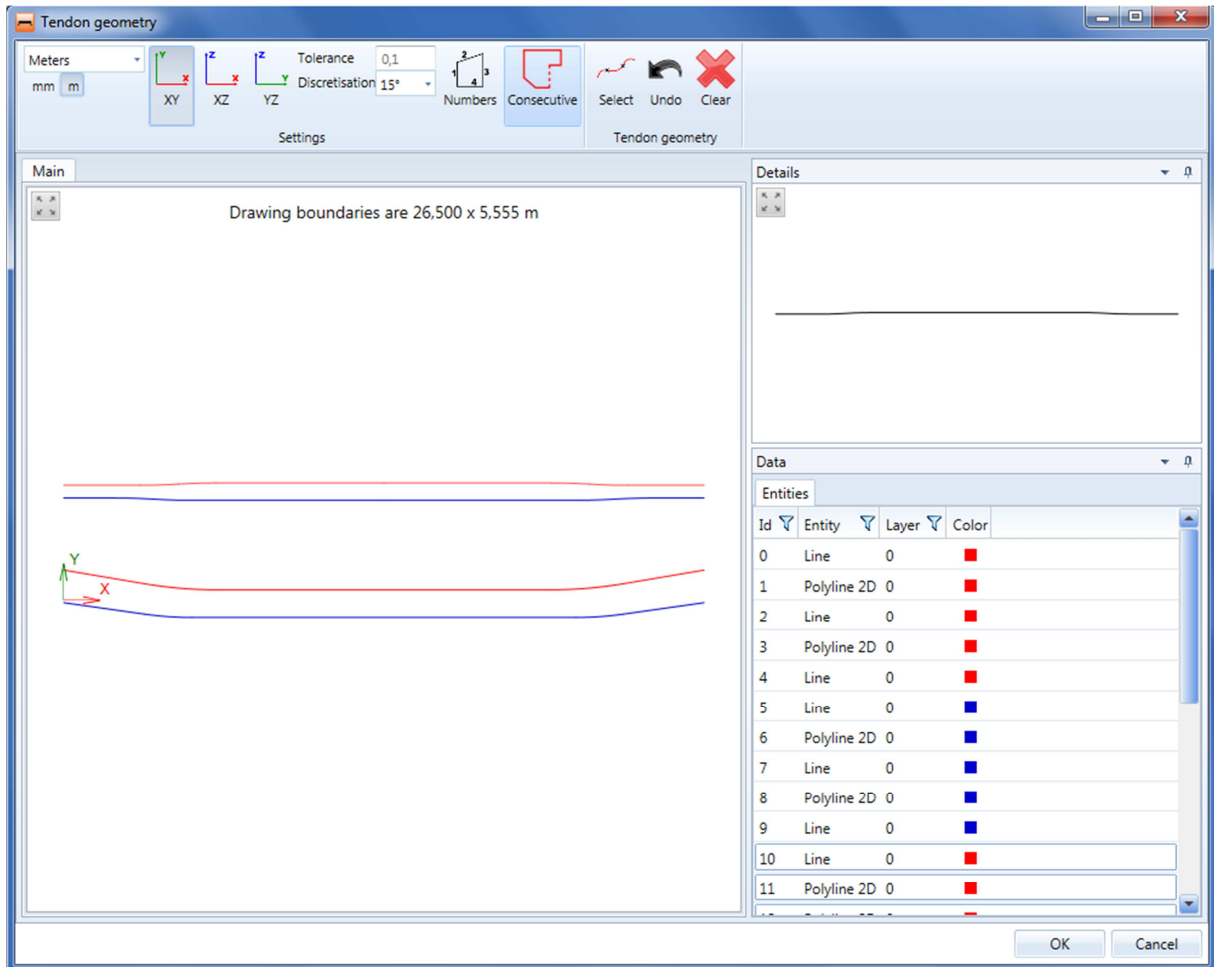 Tendon geometry
Meters
mm m
XY
XZ
YZ
Tolerance 0,1
Discretisation 15°
Numbers
Consecutive
Select
Undo
Clear
Settings
Tendon geometry
Main
Drawing boundaries are 26,500 x 5,555 m
Y
X
Details
Data
Entities
Id Entity Layer Color
0 Line 0
1 Polyline 2D 0
2 Line 0
3 Polyline 2D 0
4 Line 0
5 Line 0
6 Polyline 2D 0
7 Line 0
8 Polyline 2D 0
9 Line 0
10 Line 0
11 Polyline 2D 0
OK
Cancel